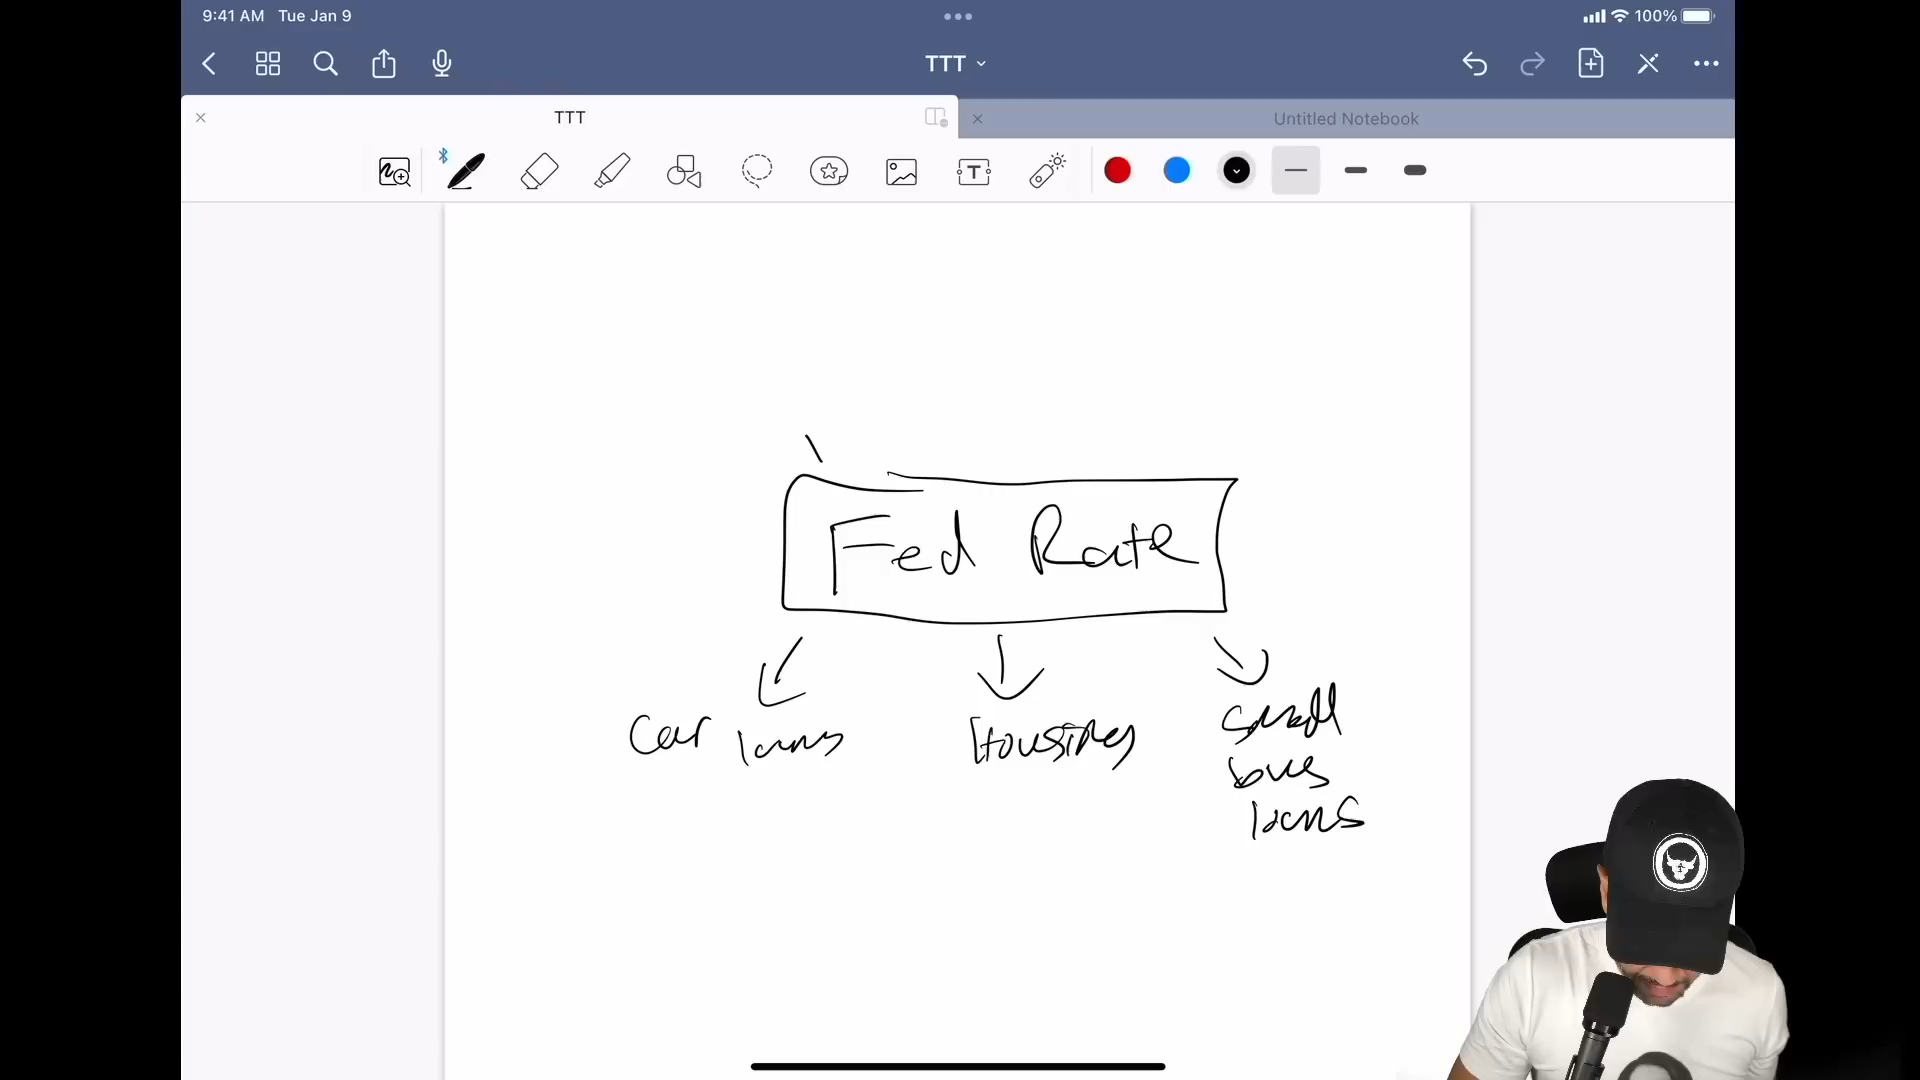 9:41 AM Tue Jan 9
100%
TTT
TTT
Untitled Notebook
T
Fed Rate
Car loans
Housing
Small
bus
loans